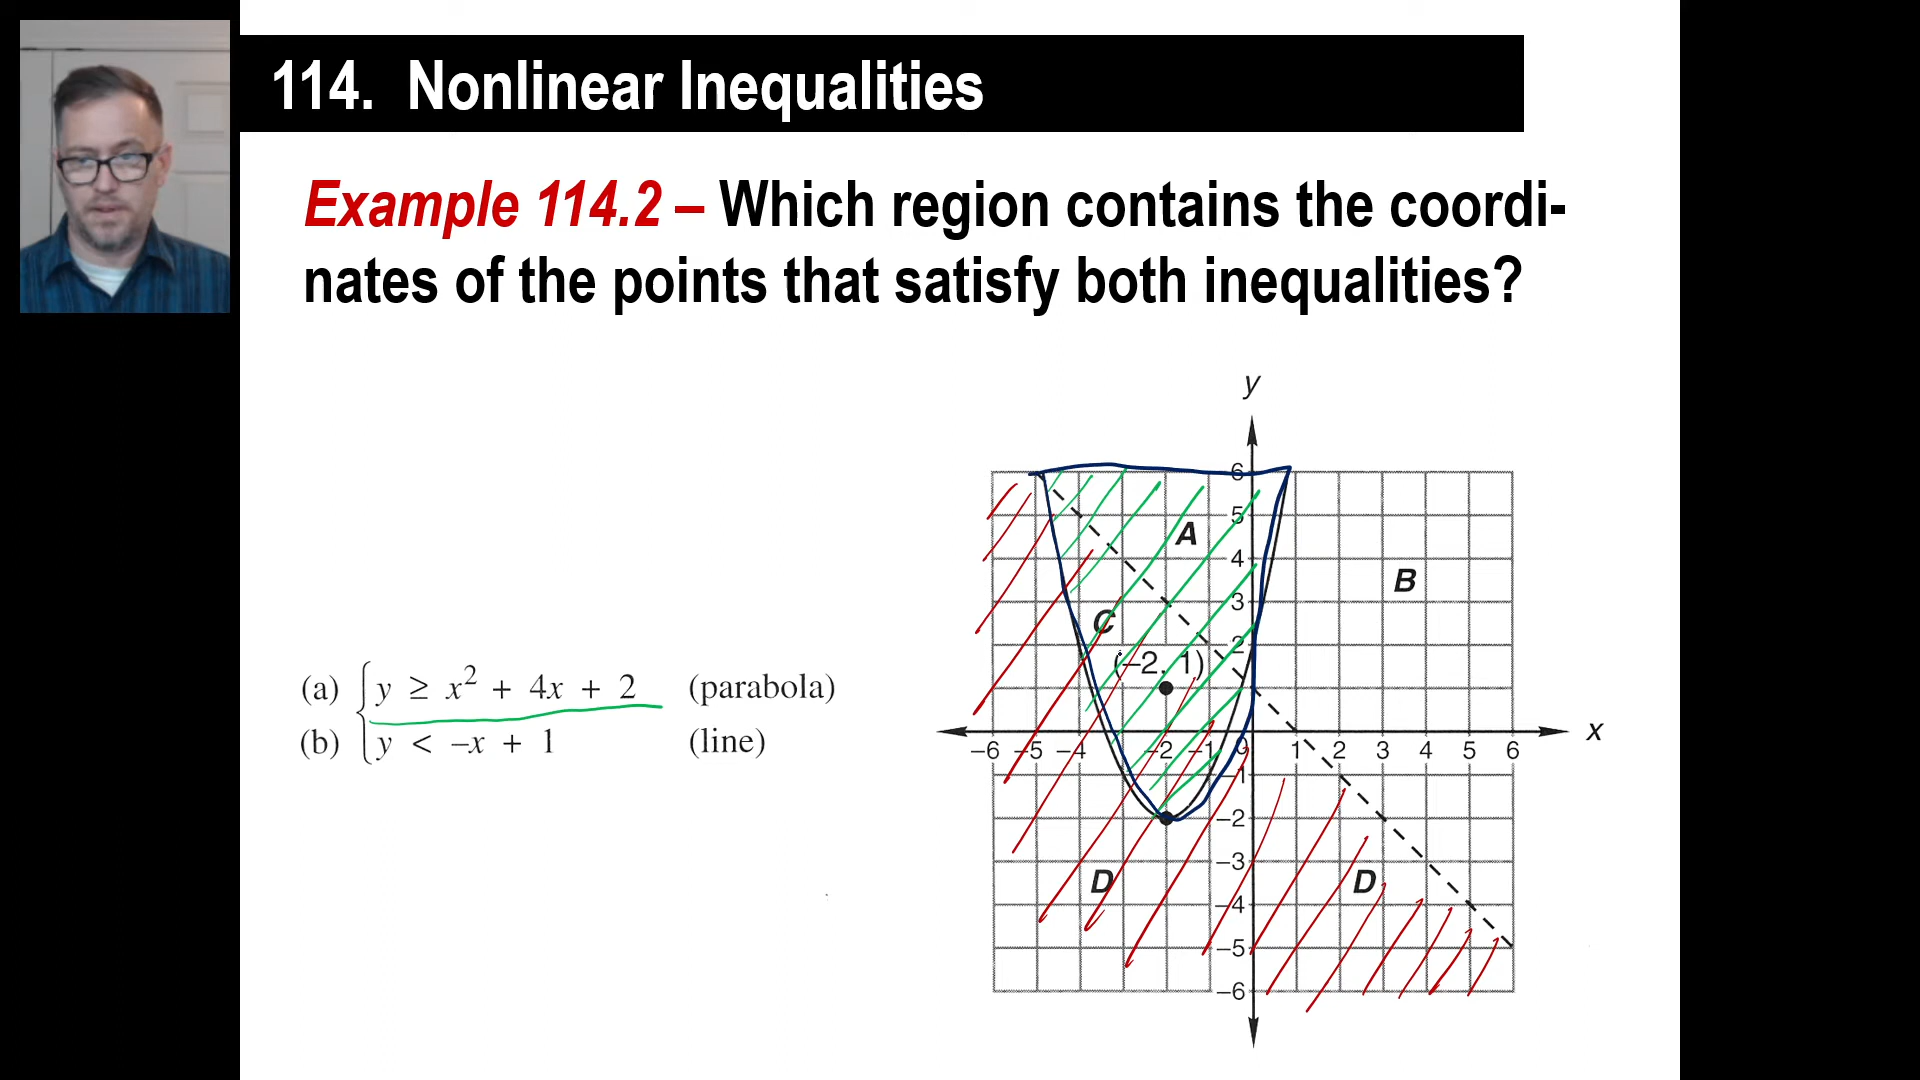 114. Nonlinear Inequalities
Example 114.2 – Which region contains the coordi-
nates of the points that satisfy both inequalities?
(a) y ≥ x² + 4x + 2 (parabola)
(b) y < –x + 1 (line)
y
6
5
A
4
B
3
C
2
(–2, 1)
x
–6 –5 –4 –2 –1 0 1 2 3 4 5 6
–1
–2
–3
D D
–4
–5
–6